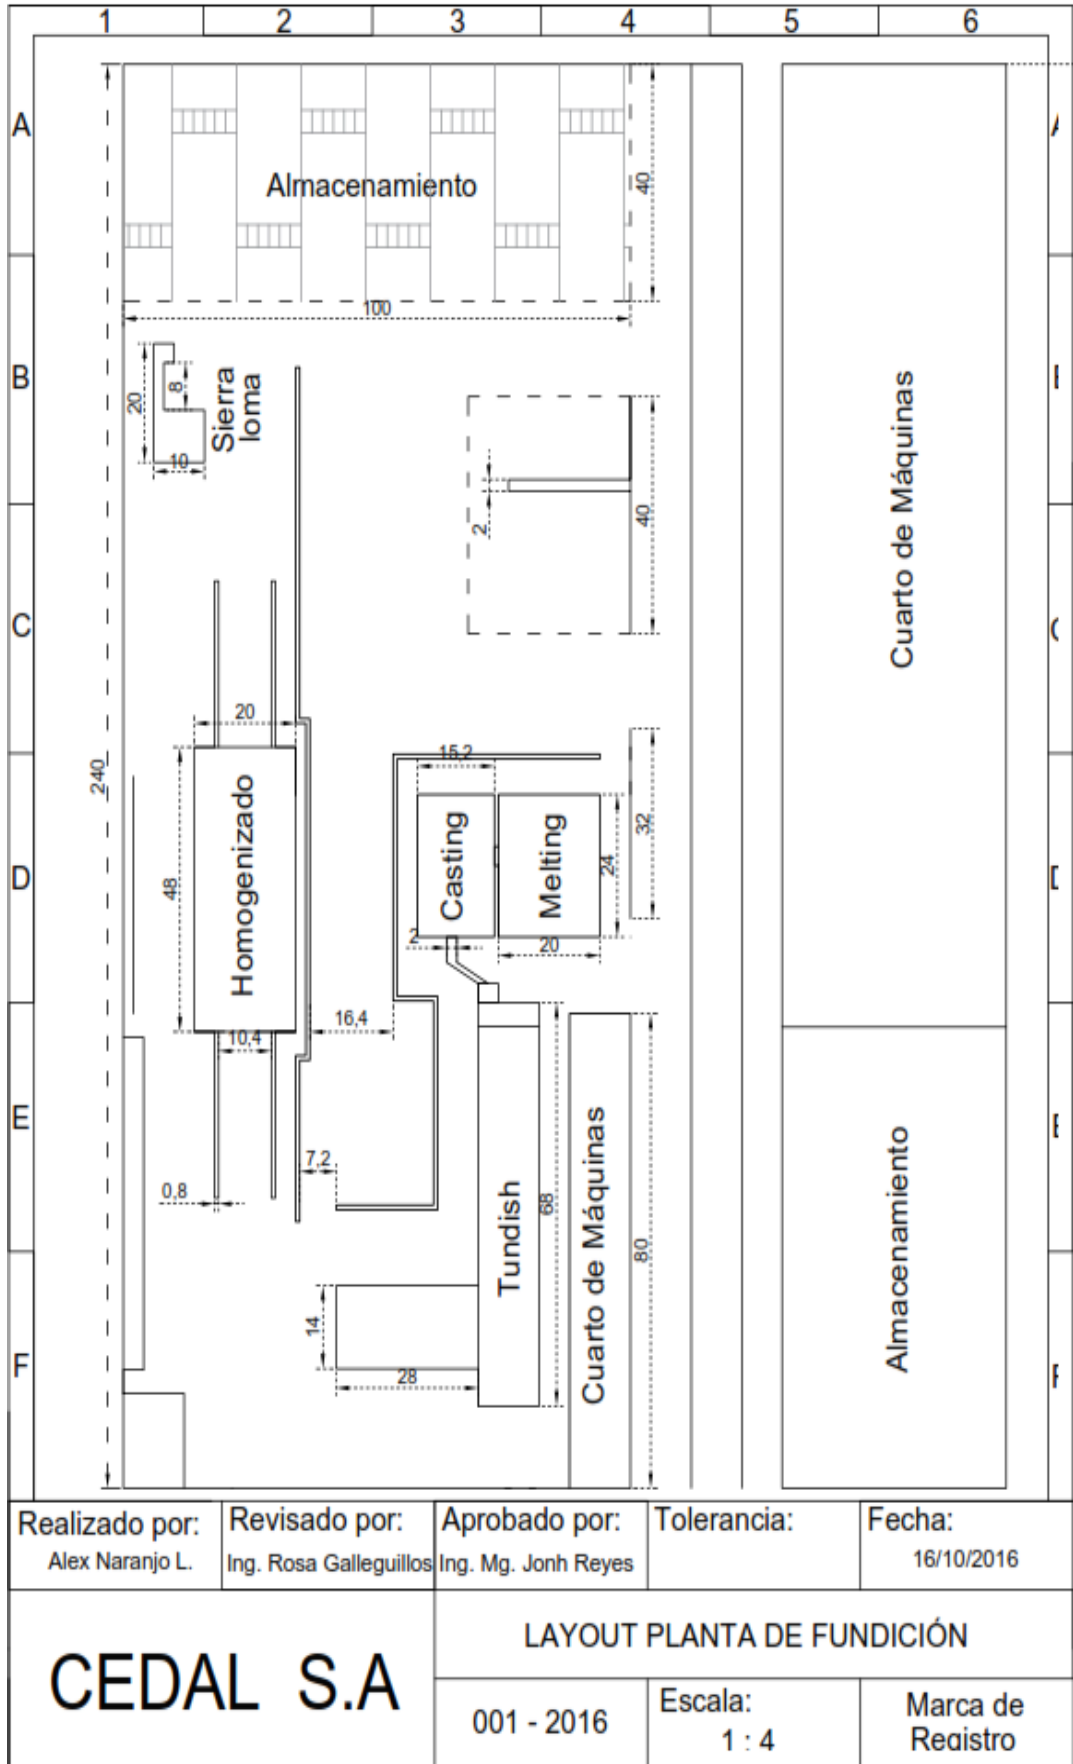 1 2 3 4 5 6
A
Almacenamiento
40
100
B
20
8
10
Sierra
loma
40
2
Cuarto de Máquinas
C
20
240
15,2
32
D
48
Homogenizado
Casting
Melting
24
2
20
16,4
10,4
E
7,2
0,8
Tundish
68
Cuarto de Máquinas
80
Almacenamiento
14
28
F
Realizado por:
Alex Naranjo L.
Revisado por:
Ing. Rosa Galleguillos
Aprobado por:
Ing. Mg. Jonh Reyes
Tolerancia:
Fecha:
16/10/2016
CEDAL S.A
LAYOUT PLANTA DE FUNDICIÓN
001 - 2016
Escala:
1 : 4
Marca de
Registro